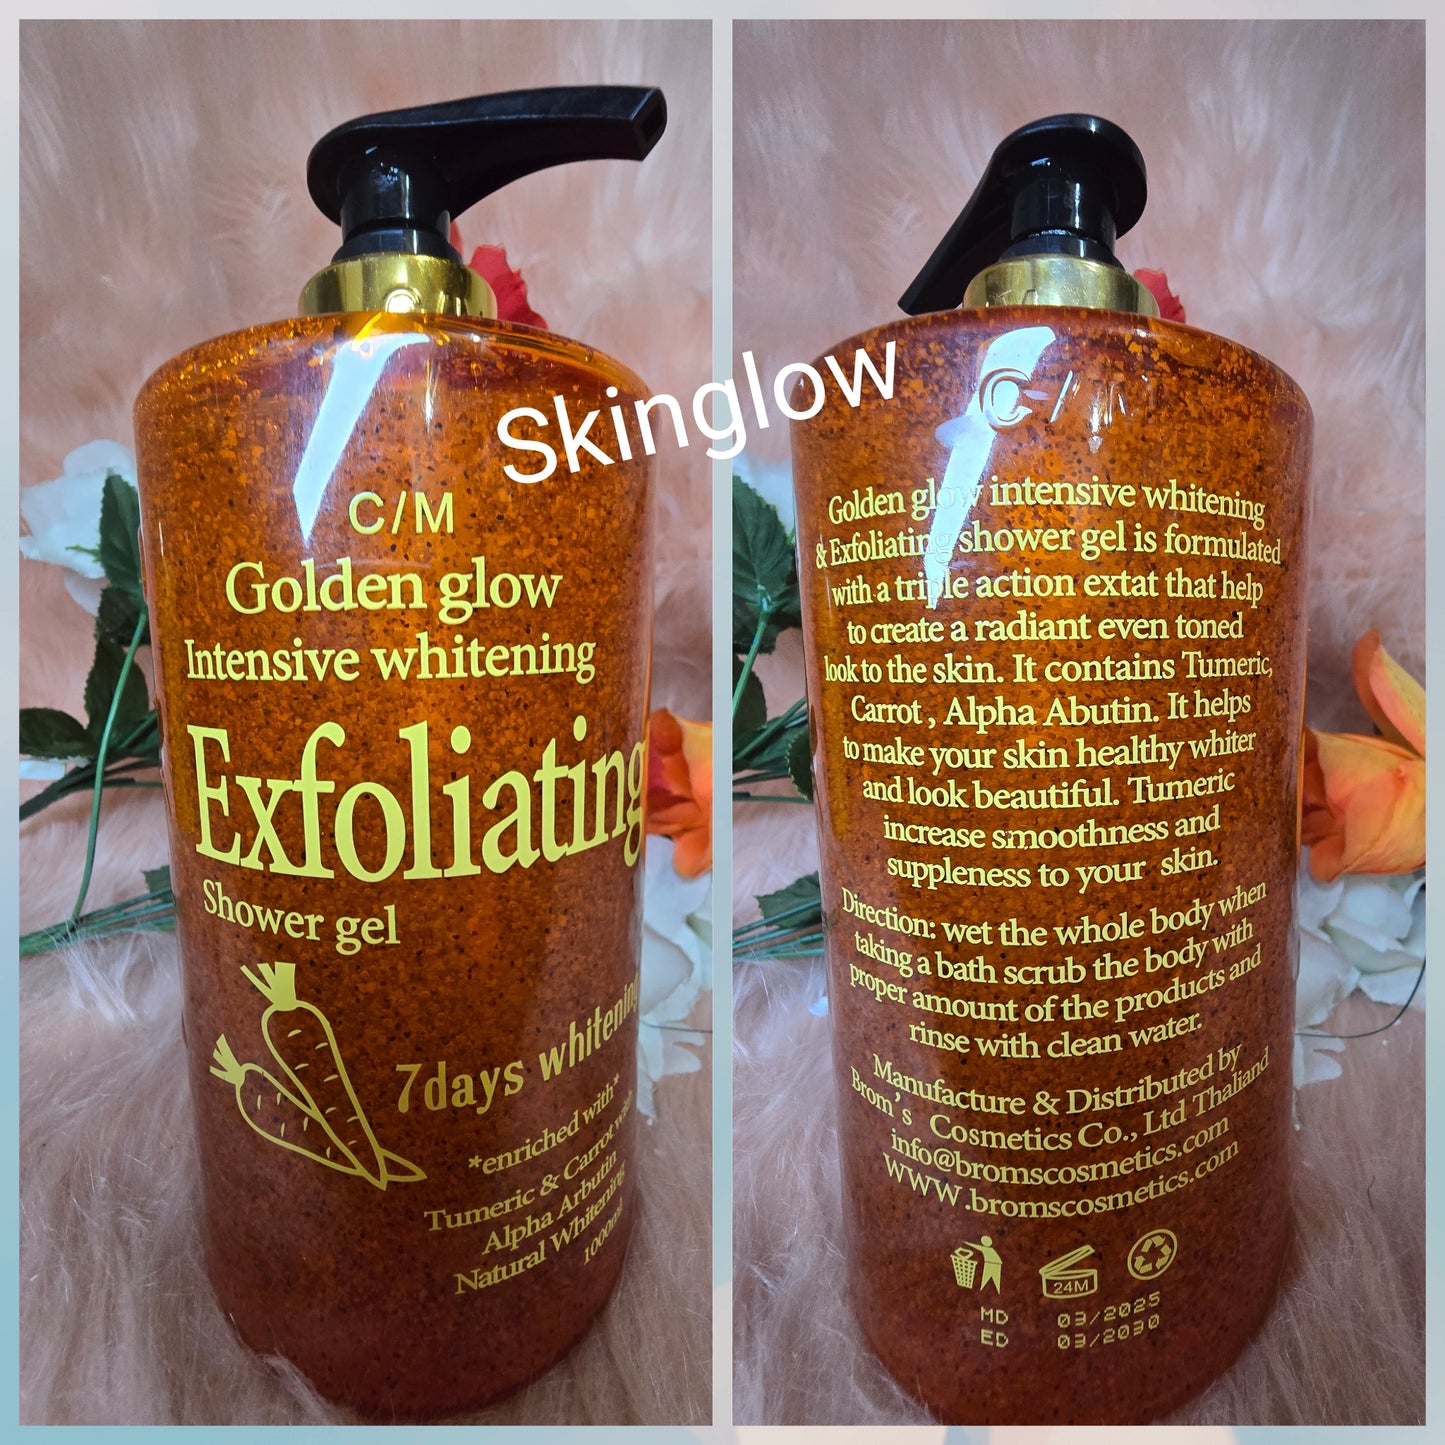 Skinglow
C/M
Golden glow
Intensive whitening
Exfoliating
Shower gel
7days whitening
*enriched with*
Tumeric & Carrot with
Alpha Arbutin
Natural Whitening
1000ml
C/M
Golden glow intensive whitening
& Exfoliating shower gel is formulated
with a triple action extat that help
to create a radiant even toned
look to the skin. It contains Tumeric,
Carrot , Alpha Abutin. It helps
to make your skin healthy whiter
and look beautiful. Tumeric
increase smoothness and
suppleness to your skin.
Direction: wet the whole body when
taking a bath scrub the body with
proper amount of the products and
rinse with clean water.
Manufacture & Distributed by
Brom's Cosmetics Co., Ltd Thaliand
info@bromscosmetics.com
WWW.bromscosmetics.com
24M
MD 03/2025
ED 03/2030